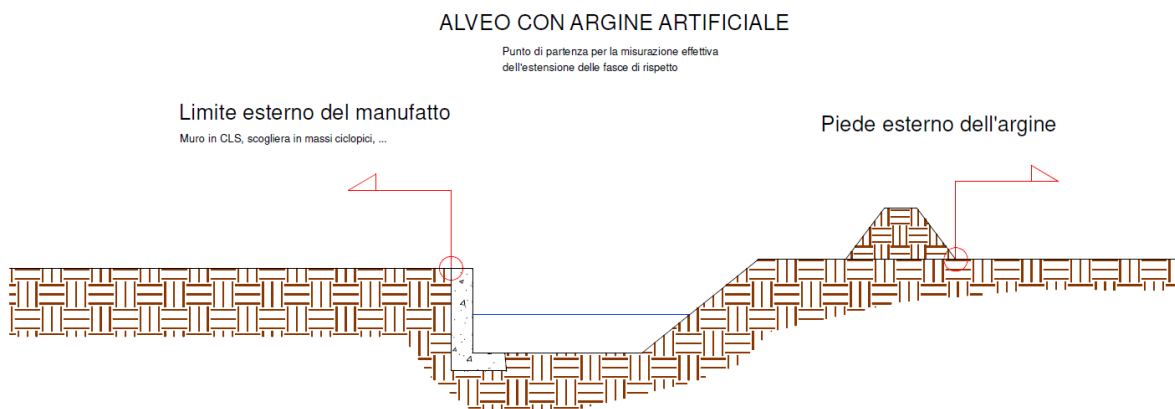 ALVEO CON ARGINE ARTIFICIALE
Punto di partenza per la misurazione effettiva
dell'estensione delle fasce di rispetto
Limite esterno del manufatto
Muro in CLS, scogliera in massi ciclopici, ...
Piede esterno dell'argine